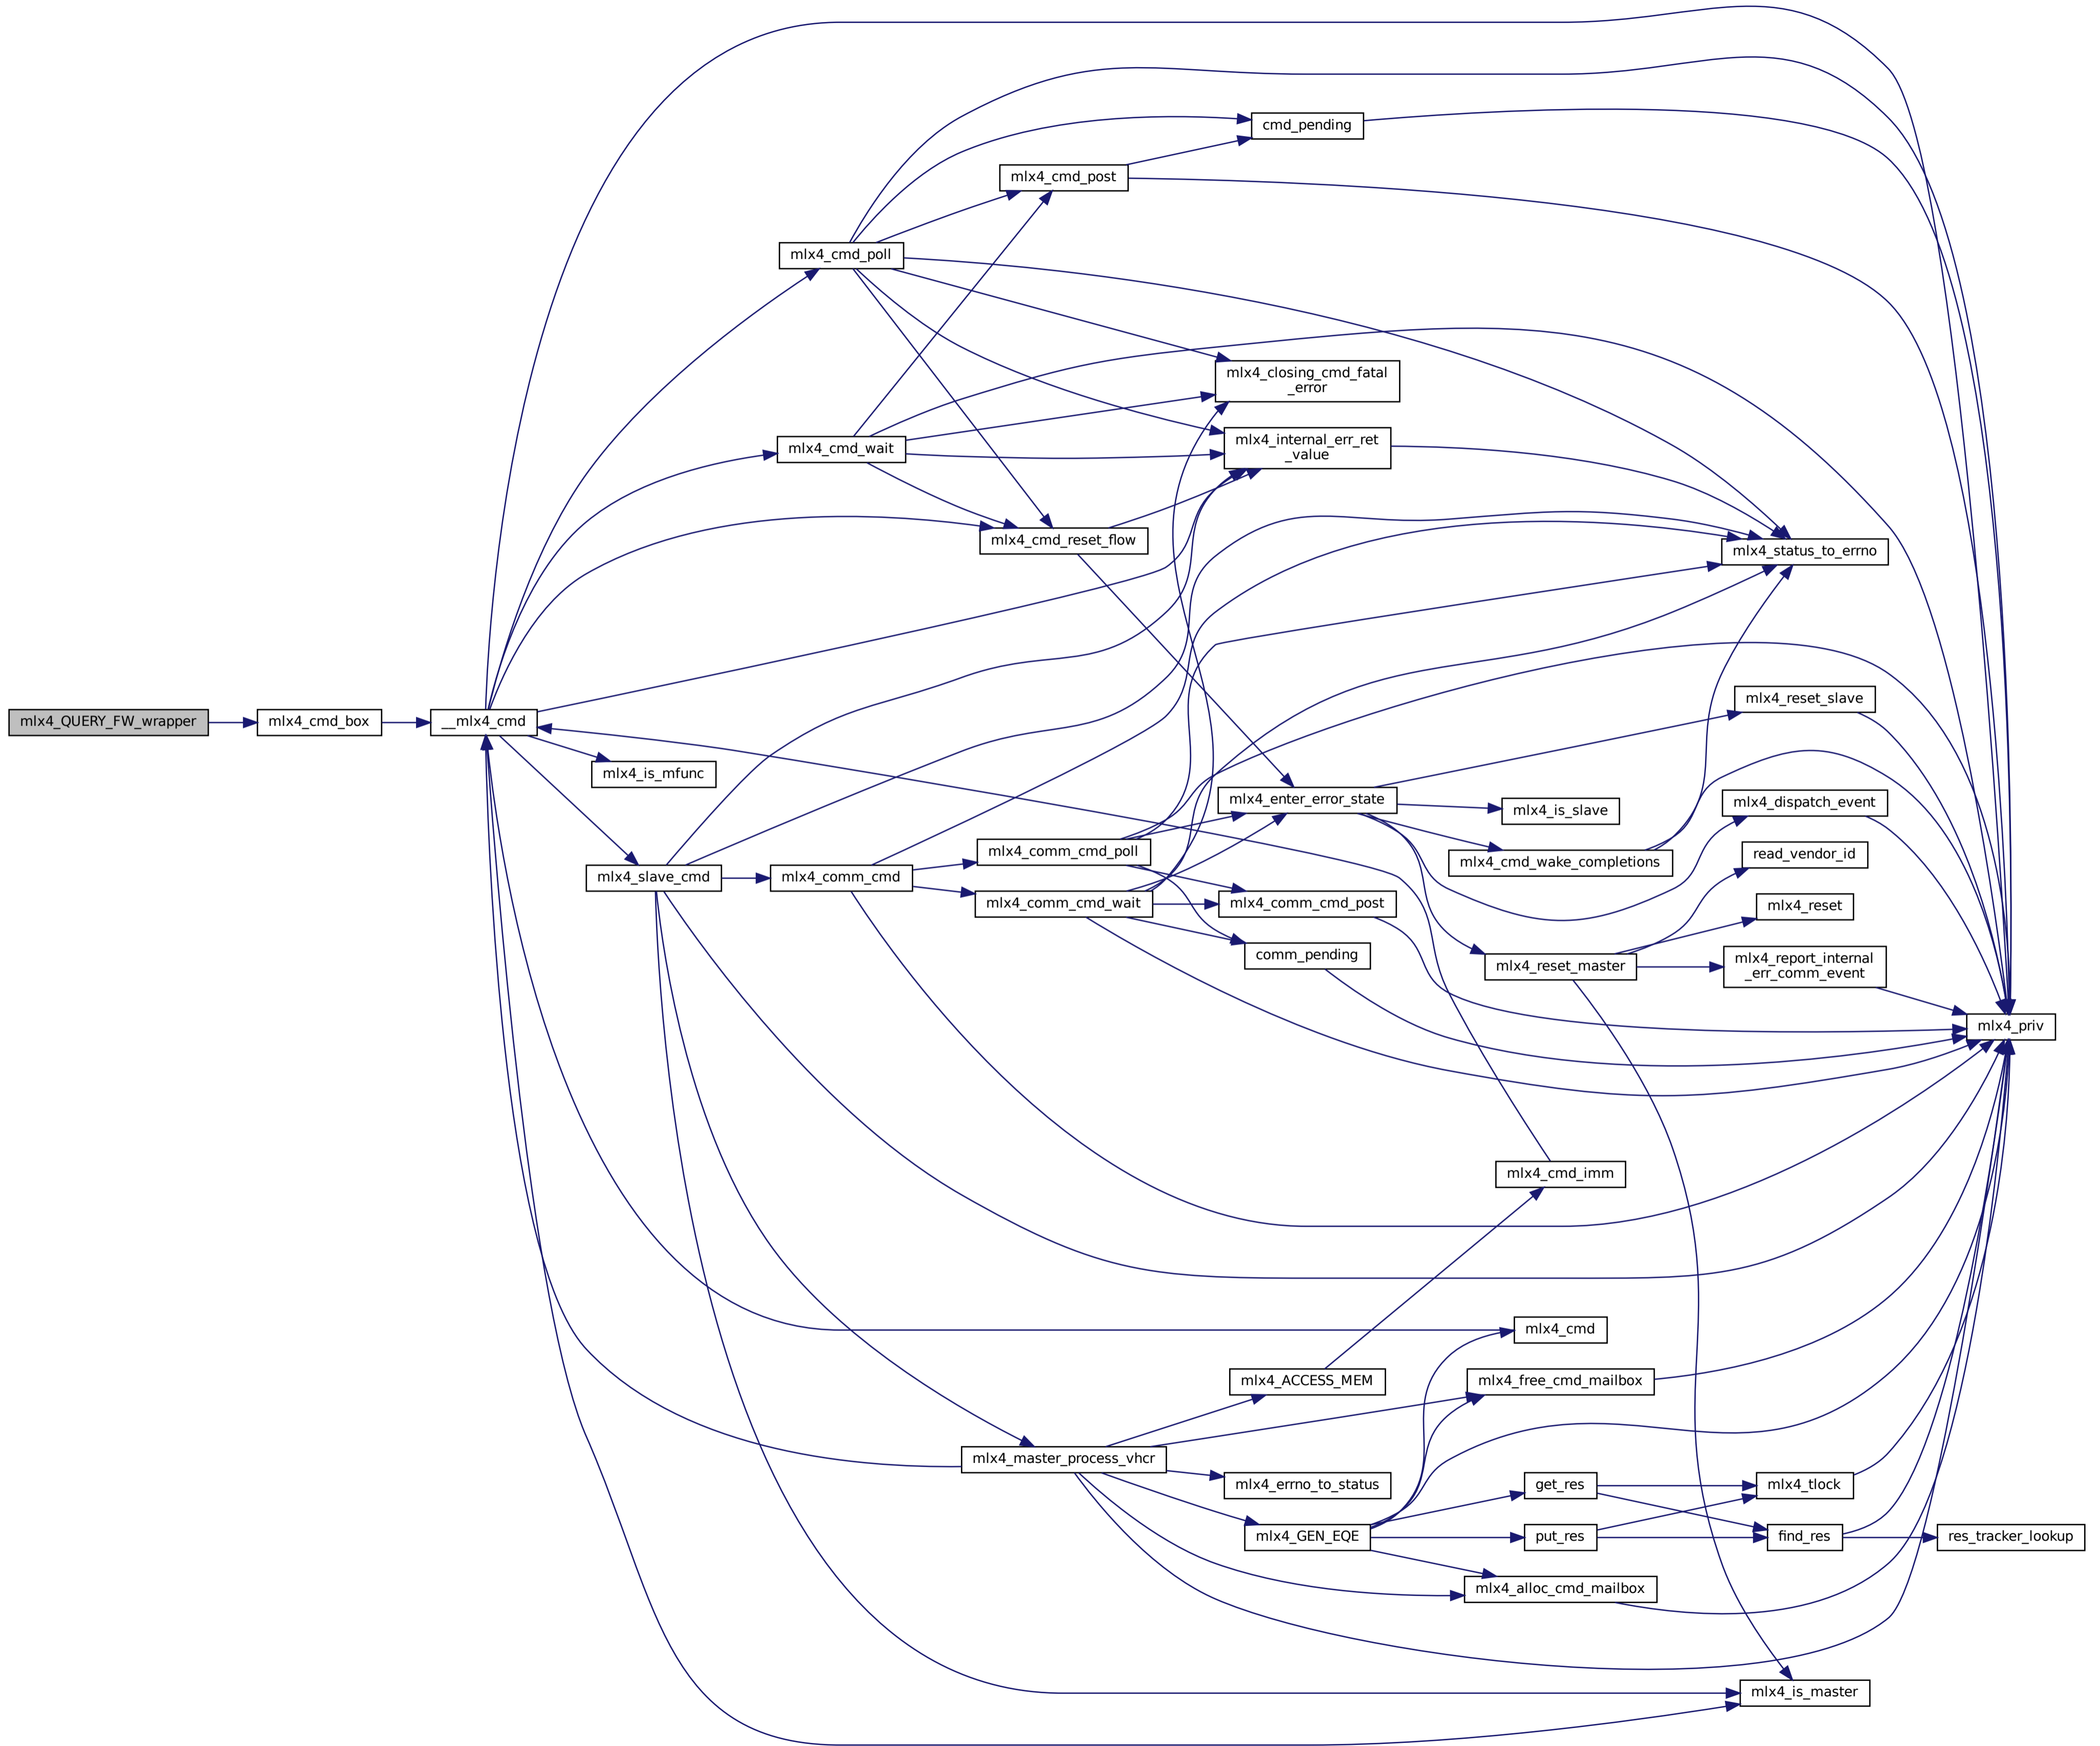 mlx4_QUERY_FW_wrapper
mlx4_cmd_box
__mlx4_cmd
mlx4_is_mfunc
mlx4_slave_cmd
mlx4_cmd_poll
mlx4_cmd_wait
mlx4_comm_cmd
mlx4_cmd_post
mlx4_cmd_reset_flow
mlx4_comm_cmd_poll
mlx4_comm_cmd_wait
mlx4_master_process_vhcr
cmd_pending
mlx4_closing_cmd_fatal
_error
mlx4_internal_err_ret
_value
mlx4_enter_error_state
mlx4_comm_cmd_post
comm_pending
mlx4_ACCESS_MEM
mlx4_errno_to_status
mlx4_GEN_EQE
mlx4_is_slave
mlx4_cmd_wake_completions
mlx4_reset_master
mlx4_cmd_imm
mlx4_cmd
mlx4_free_cmd_mailbox
get_res
put_res
mlx4_alloc_cmd_mailbox
mlx4_status_to_errno
mlx4_reset_slave
mlx4_dispatch_event
read_vendor_id
mlx4_reset
mlx4_report_internal
_err_comm_event
mlx4_tlock
find_res
mlx4_is_master
mlx4_priv
res_tracker_lookup